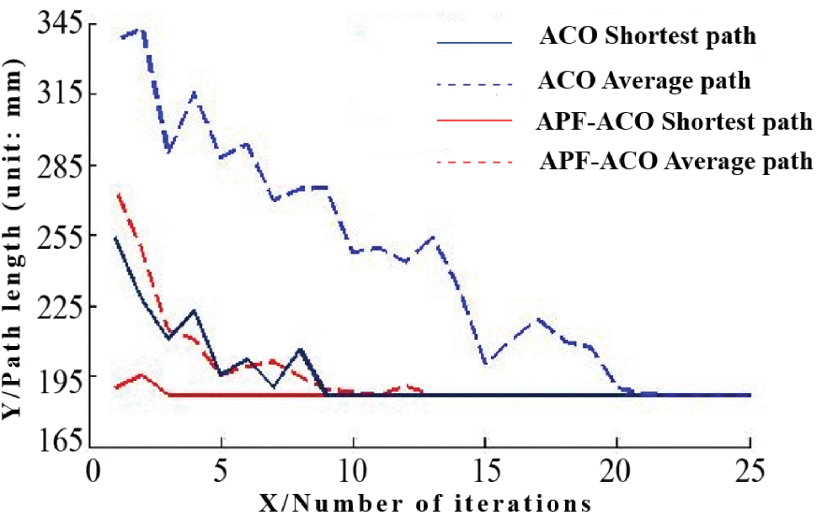 345
315
285
255
225
195
165
Y/Path length (unit: mm)
ACO Shortest path
ACO Average path
APF-ACO Shortest path
APF-ACO Average path
0 5 10 15 20 25
X/Number of iterations